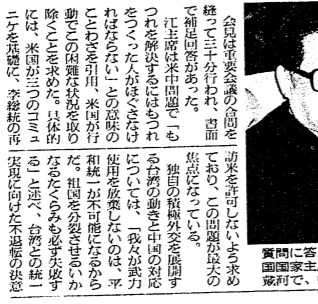 会見は重要会議の合間を
縫って三十分行われ、書面
で補足回答があった。
江主席は米中問題で「も
つれを解決するにはもつれ
をつくった人がほぐさなけ
ればならない」との意味の
ことわざを引用、米国が行
動でこの困難な状況を取り
除くことを求めた。具体的
には、米国が三つのコミュ
ニケを基礎に、李総統の再
訪米を許可しないよう求め
ており、この問題が最大の
焦点になっている。
独自の積極外交を展開す
る台湾の動きと中国の対応
については、「我々が武力
使用を放棄しないのは、平
和統一が不可能になるから
だ。祖国を分裂させるいか
なるたくらみも必ず失敗す
る」と述べ、台湾との統一
実現に向けた不退転の決意
質問に答
国国家主
戴河で、